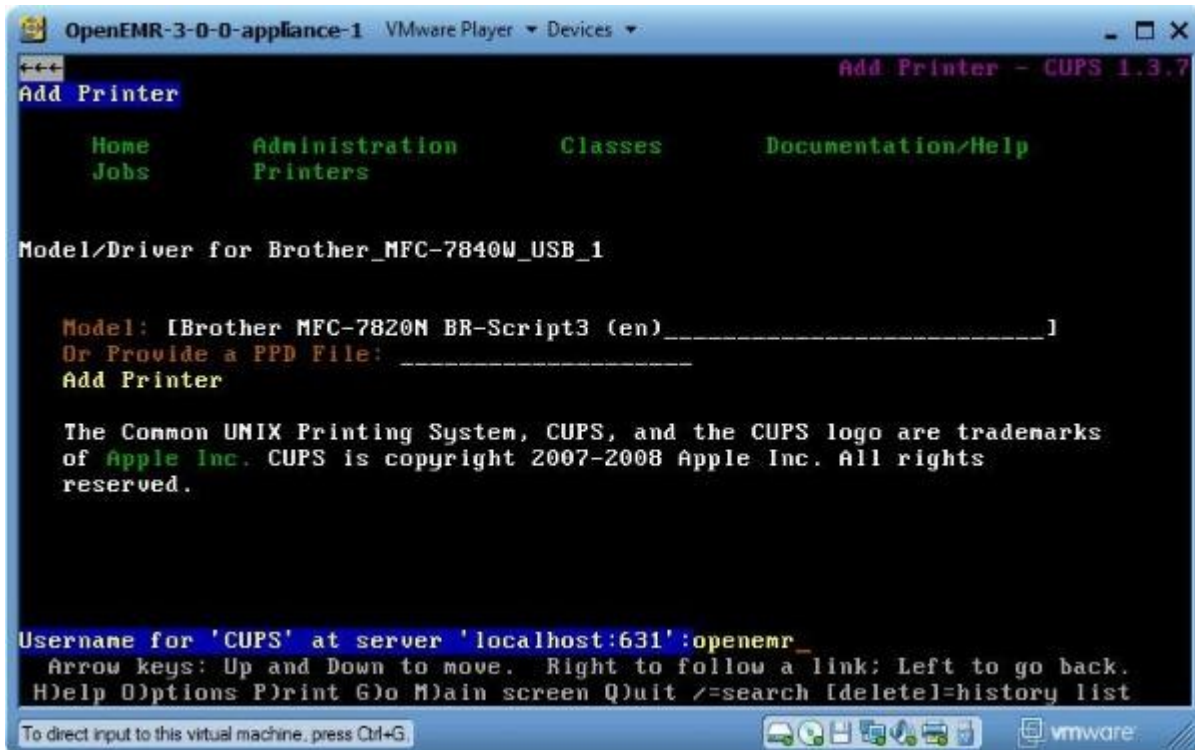 OpenEMR-3-0-0-appliance-1 VMware Player ▾ Devices ▾
←←← Add Printer - CUPS 1.3.7
Add Printer
Home Administration Classes Documentation/Help
Jobs Printers
Model/Driver for Brother_MFC-7840W_USB_1
Model: [Brother MFC-7820N BR-Script3 (en)__________________________]
Or Provide a PPD File: ____________________
Add Printer
The Common UNIX Printing System, CUPS, and the CUPS logo are trademarks
of Apple Inc. CUPS is copyright 2007-2008 Apple Inc. All rights
reserved.
Username for 'CUPS' at server 'localhost:631':openemr_
Arrow keys: Up and Down to move. Right to follow a link; Left to go back.
H)elp O)ptions P)rint G)o M)ain screen Q)uit /=search [delete]=history list
To direct input to this virtual machine, press Ctrl+G.
vmware